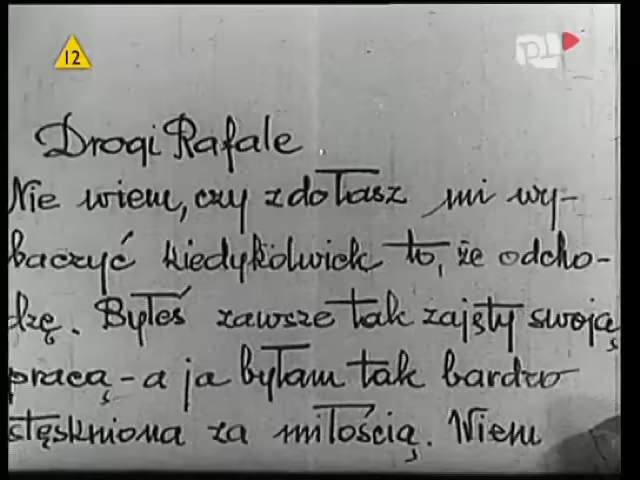 12
Drogi Rafale
Nie wiem, czy zdołasz mi wy-
baczyć kiedykolwiek to, że odcho-
dzę. Byłeś zawsze tak zajęty swoją
pracą - a ja byłam tak bardzo
stęskniona za miłością. Wiem